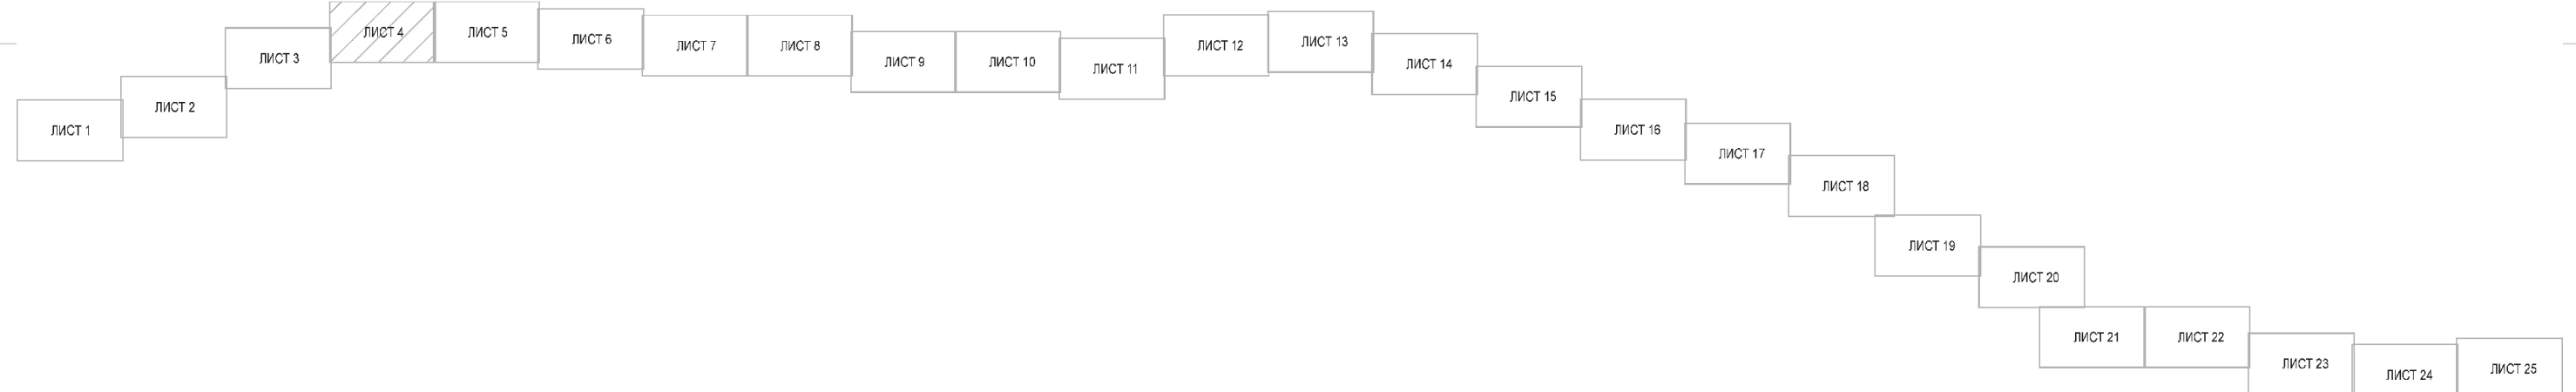 ЛИСТ 1
ЛИСТ 2
ЛИСТ 3
ЛИСТ 4
ЛИСТ 5
ЛИСТ 6
ЛИСТ 7
ЛИСТ 8
ЛИСТ 9
ЛИСТ 10
ЛИСТ 11
ЛИСТ 12
ЛИСТ 13
ЛИСТ 14
ЛИСТ 15
ЛИСТ 16
ЛИСТ 17
ЛИСТ 18
ЛИСТ 19
ЛИСТ 20
ЛИСТ 21
ЛИСТ 22
ЛИСТ 23
ЛИСТ 24
ЛИСТ 25